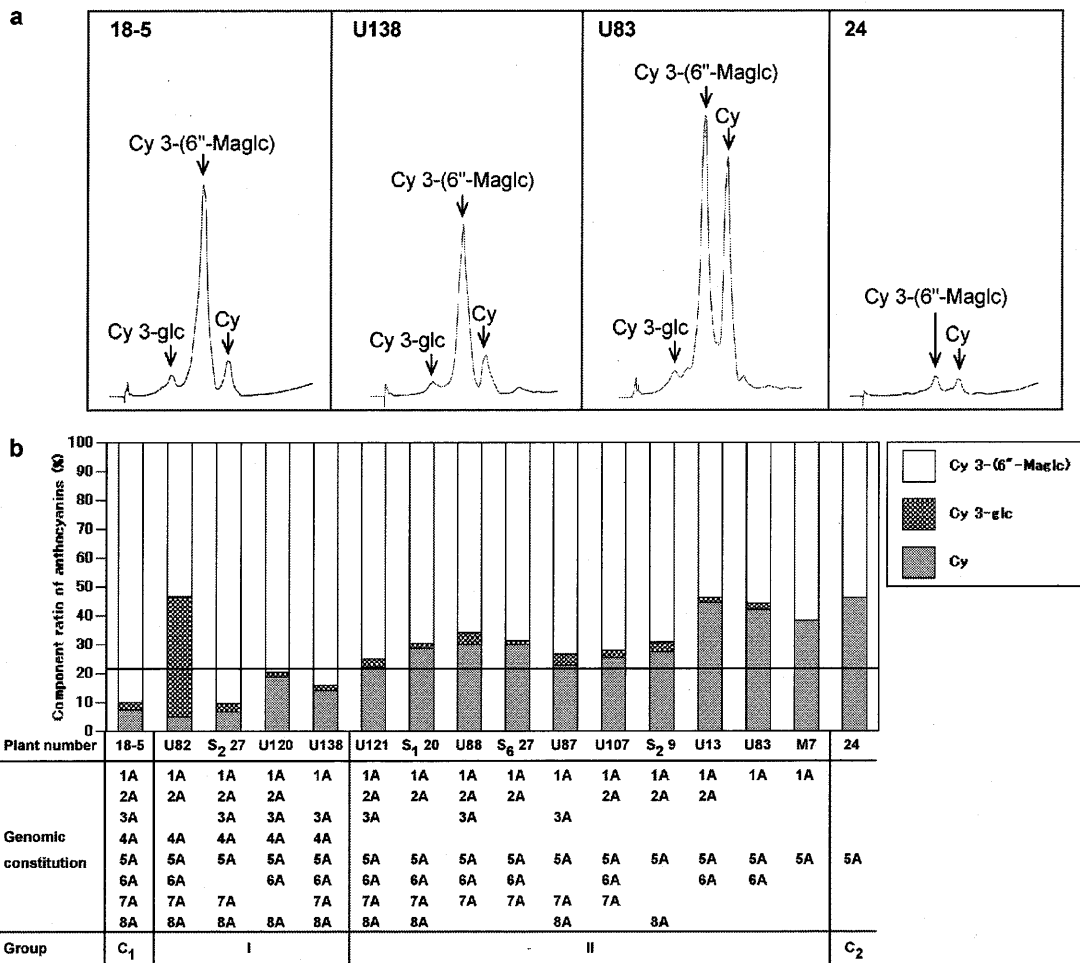 a
18-5
Cy 3-(6"-Maglc)
Cy 3-glc
Cy
U138
Cy 3-(6"-Maglc)
Cy 3-glc
Cy
U83
Cy 3-(6"-Maglc)
Cy
Cy 3-glc
24
Cy 3-(6"-Maglc)
Cy
b
Component ratio of anthocyanins (%)
100
90
80
70
60
50
40
30
20
10
0
Cy 3-(6"-Maglc)
Cy 3-glc
Cy
Plant number 18-5 U82 S2 27 U120 U138 U121 S1 20 U88 S6 27 U87 U107 S2 9 U13 U83 M7 24
1A 1A 1A 1A 1A 1A 1A 1A 1A 1A 1A 1A 1A 1A 1A
2A 2A 2A 2A 2A 2A 2A 2A 2A 2A 2A
3A 3A 3A 3A 3A 3A 3A
Genomic 4A 4A 4A 4A 4A
constitution 5A 5A 5A 5A 5A 5A 5A 5A 5A 5A 5A 5A 5A 5A 5A 5A
6A 6A 6A 6A 6A 6A 6A 6A 6A 6A 6A
7A 7A 7A 7A 7A 7A 7A 7A 7A 7A
8A 8A 8A 8A 8A 8A 8A 8A 8A
Group C1 I II C2